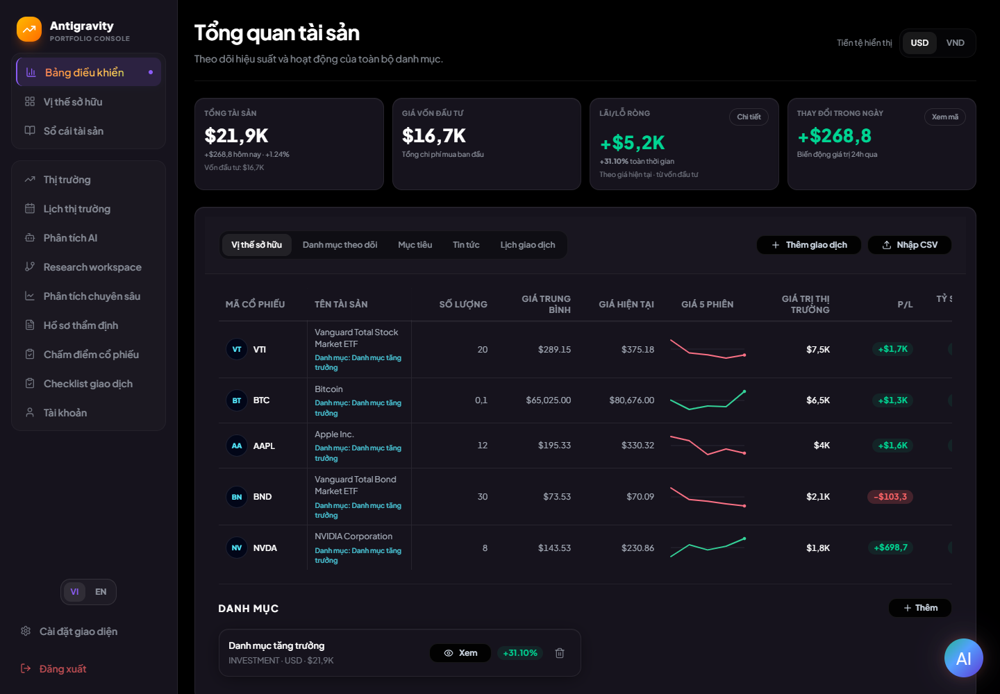 Antigravity
PORTFOLIO CONSOLE
Bảng điều khiển
Vị thế sở hữu
Sổ cái tài sản
Thị trường
Lịch thị trường
Phân tích AI
Research workspace
Phân tích chuyên sâu
Hồ sơ thẩm định
Chấm điểm cổ phiếu
Checklist giao dịch
Tài khoản
VI EN
Cài đặt giao diện
Đăng xuất
Tổng quan tài sản
Theo dõi hiệu suất và hoạt động của toàn bộ danh mục.
Tiền tệ hiển thị USD VND
TỔNG TÀI SẢN
$21,9K
+$268,8 hôm nay · +1.24%
Vốn đầu tư: $16,7K
GIÁ VỐN ĐẦU TƯ
$16,7K
Tổng chi phí mua ban đầu
LÃI/LỖ RÒNG
Chi tiết
+$5,2K
+31.10% toàn thời gian
Theo giá hiện tại · từ vốn đầu tư
THAY ĐỔI TRONG NGÀY
Xem mã
+$268,8
Biến động giá trị 24h qua
Vị thế sở hữu Danh mục theo dõi Mục tiêu Tin tức Lịch giao dịch
Thêm giao dịch Nhập CSV
MÃ CỔ PHIẾU TÊN TÀI SẢN SỐ LƯỢNG GIÁ TRUNG BÌNH GIÁ HIỆN TẠI GIÁ 5 PHIÊN GIÁ TRỊ THỊ TRƯỜNG P/L TỶ
VT VTI Vanguard Total Stock Market ETF 20 $289.15 $375.18 $7,5K +$1,7K
Danh mục: Danh mục tăng trưởng
BT BTC Bitcoin 0,1 $65,025.00 $80,676.00 $6,5K +$1,3K
Danh mục: Danh mục tăng trưởng
AA AAPL Apple Inc. 12 $195.33 $330.32 $4K +$1,6K
Danh mục: Danh mục tăng trưởng
BN BND Vanguard Total Bond Market ETF 30 $73.53 $70.09 $2,1K -$103,3
Danh mục: Danh mục tăng trưởng
NV NVDA NVIDIA Corporation 8 $143.53 $230.86 $1,8K +$698,7
Danh mục: Danh mục tăng trưởng
DANH MỤC
Thêm
Danh mục tăng trưởng
INVESTMENT · USD · $21,9K
Xem +31.10%
AI